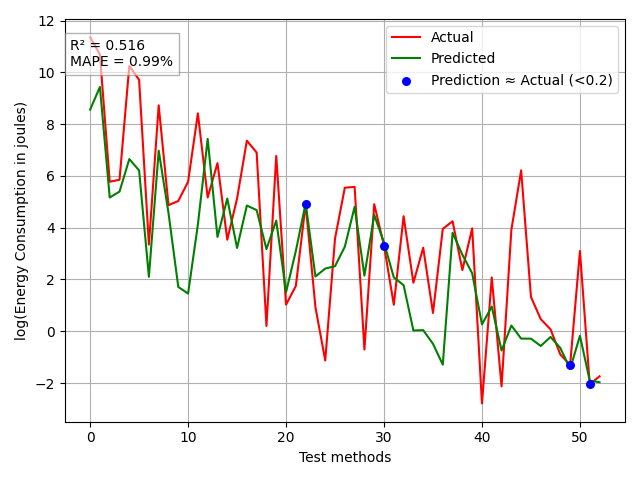 R² = 0.516
MAPE = 0.99%
Actual
Predicted
Prediction ≈ Actual (<0.2)
log(Energy Consumption in joules)
12
10
8
6
4
2
0
−2
0
10
20
30
40
50
Test methods